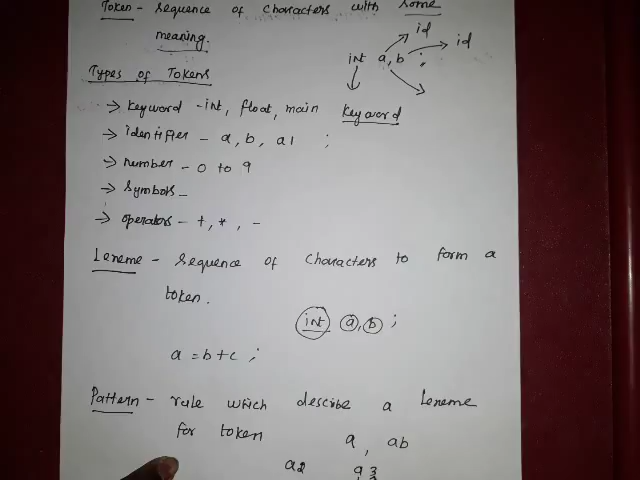 Token - Sequence of characters with some
meaning.
id
id
int a, b ;
Types of Tokens
→ keyword - int, float, main
keyword
→ identifier - a, b, a1 ;
→ number - 0 to 9
→ symbols -
→ operators - +, *, -
Lexeme - sequence of characters to form a
token.
int a, b ;
a = b + c ;
Pattern - rule which describe a Lexeme
for token
a, ab
a2